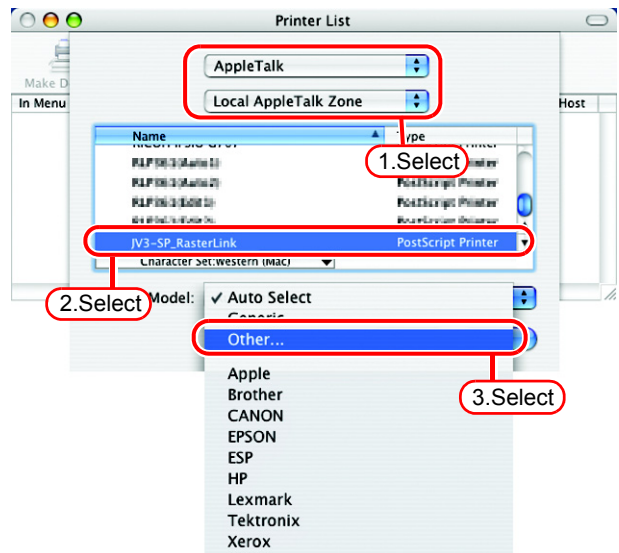 Printer List
AppleTalk
Make D
Local AppleTalk Zone
In Menu
Host
Name
Type
1.Select
JV3-SP_RasterLink PostScript Printer
Character Set:Western (Mac)
2.Select
Model: ✓ Auto Select
Generic
Other...
3.Select
Apple
Brother
CANON
EPSON
ESP
HP
Lexmark
Tektronix
Xerox